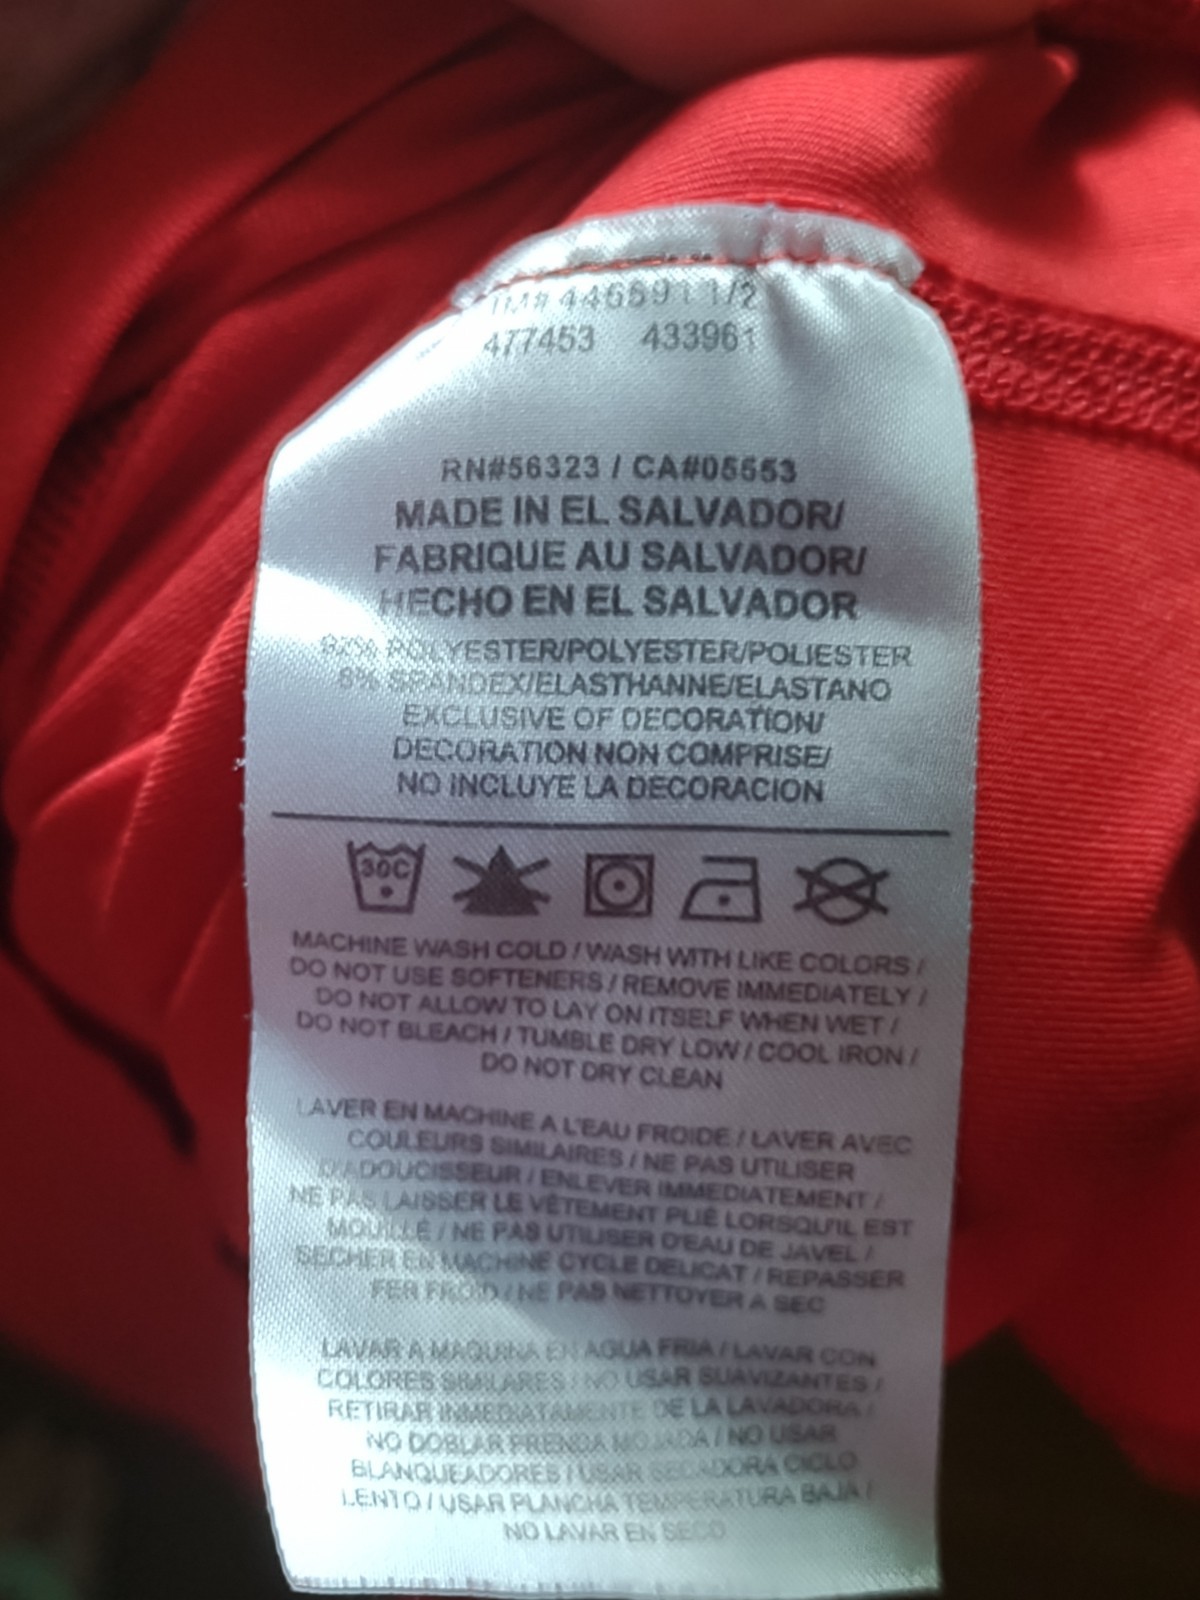 446591 1/2
477453 433961
RN#56323 / CA#05553
MADE IN EL SALVADOR/
FABRIQUE AU SALVADOR/
HECHO EN EL SALVADOR
92% POLYESTER/POLYESTER/POLIESTER
8% SPANDEX/ELASTHANNE/ELASTANO
EXCLUSIVE OF DECORATION/
DECORATION NON COMPRISE/
NO INCLUYE LA DECORACION
30C
MACHINE WASH COLD / WASH WITH LIKE COLORS /
DO NOT USE SOFTENERS / REMOVE IMMEDIATELY /
DO NOT ALLOW TO LAY ON ITSELF WHEN WET /
DO NOT BLEACH / TUMBLE DRY LOW / COOL IRON /
DO NOT DRY CLEAN
LAVER EN MACHINE A L'EAU FROIDE / LAVER AVEC
COULEURS SIMILAIRES / NE PAS UTILISER
D'ADOUCISSEUR / ENLEVER IMMEDIATEMENT /
NE PAS LAISSER LE VÊTEMENT PLIÉ LORSQU'IL EST
MOUILLÉ / NE PAS UTILISER D'EAU DE JAVEL /
SECHER EN MACHINE CYCLE DELICAT / REPASSER
FER FROID / NE PAS NETTOYER A SEC
LAVAR A MAQUINA EN AGUA FRIA / LAVAR CON
COLORES SIMILARES / NO USAR SUAVIZANTES /
RETIRAR INMEDIATAMENTE DE LA LAVADORA /
NO DOBLAR PRENDA MOJADA / NO USAR
BLANQUEADORES / USAR SECADORA CICLO
LENTO / USAR PLANCHA TEMPERATURA BAJA /
NO LAVAR EN SECO